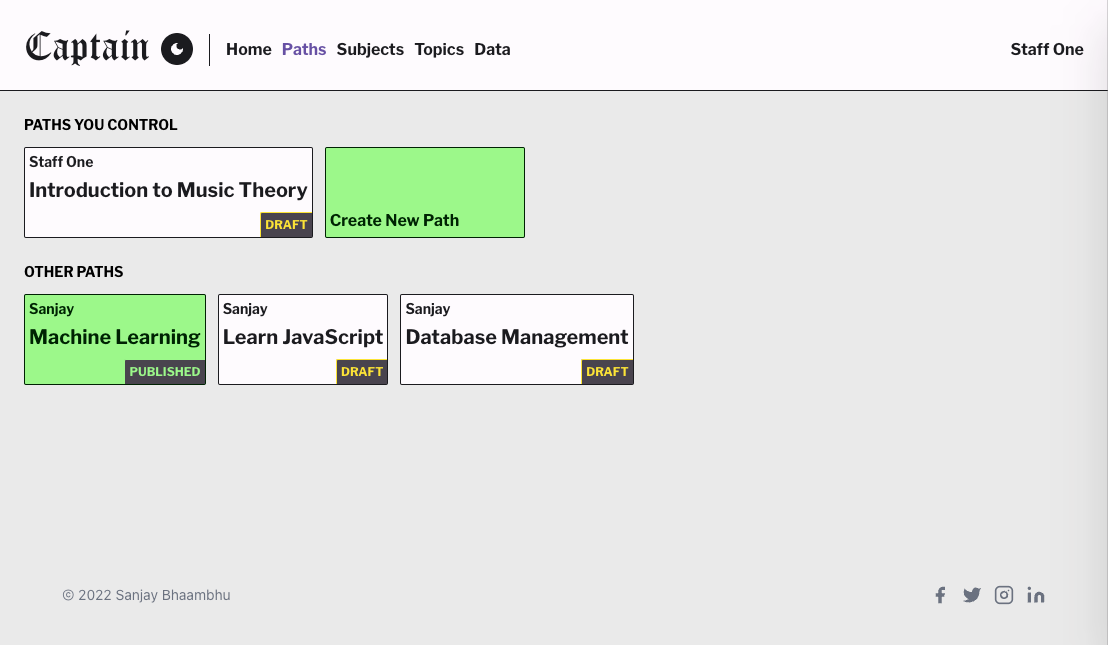 Captain
Home Paths Subjects Topics Data
Staff One
PATHS YOU CONTROL
Staff One
Introduction to Music Theory
DRAFT
Create New Path
OTHER PATHS
Sanjay
Machine Learning
PUBLISHED
Sanjay
Learn JavaScript
DRAFT
Sanjay
Database Management
DRAFT
© 2022 Sanjay Bhaambhu